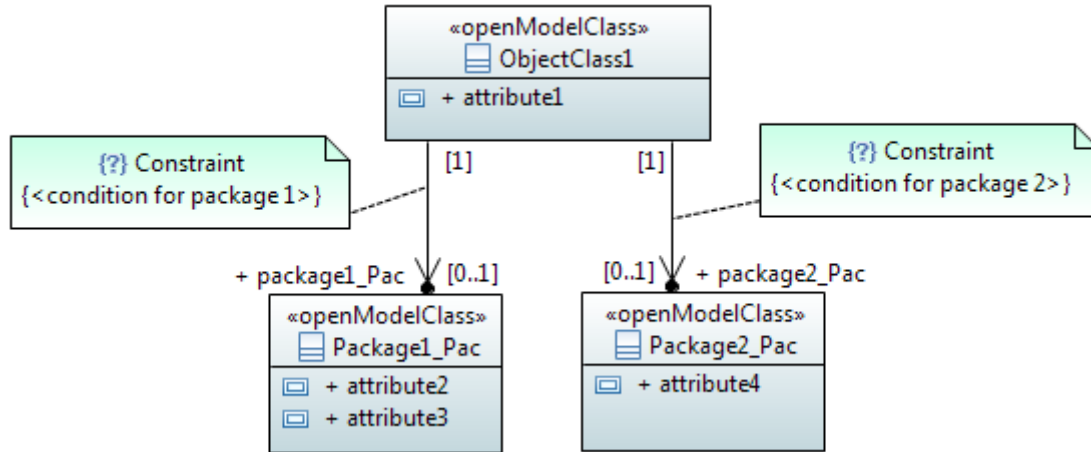 «openModelClass»
ObjectClass1
+ attribute1
{?} Constraint
{<condition for package 1>}
[1]
[1]
{?} Constraint
{<condition for package 2>}
+ package1_Pac
[0..1]
[0..1]
+ package2_Pac
«openModelClass»
Package1_Pac
+ attribute2
+ attribute3
«openModelClass»
Package2_Pac
+ attribute4